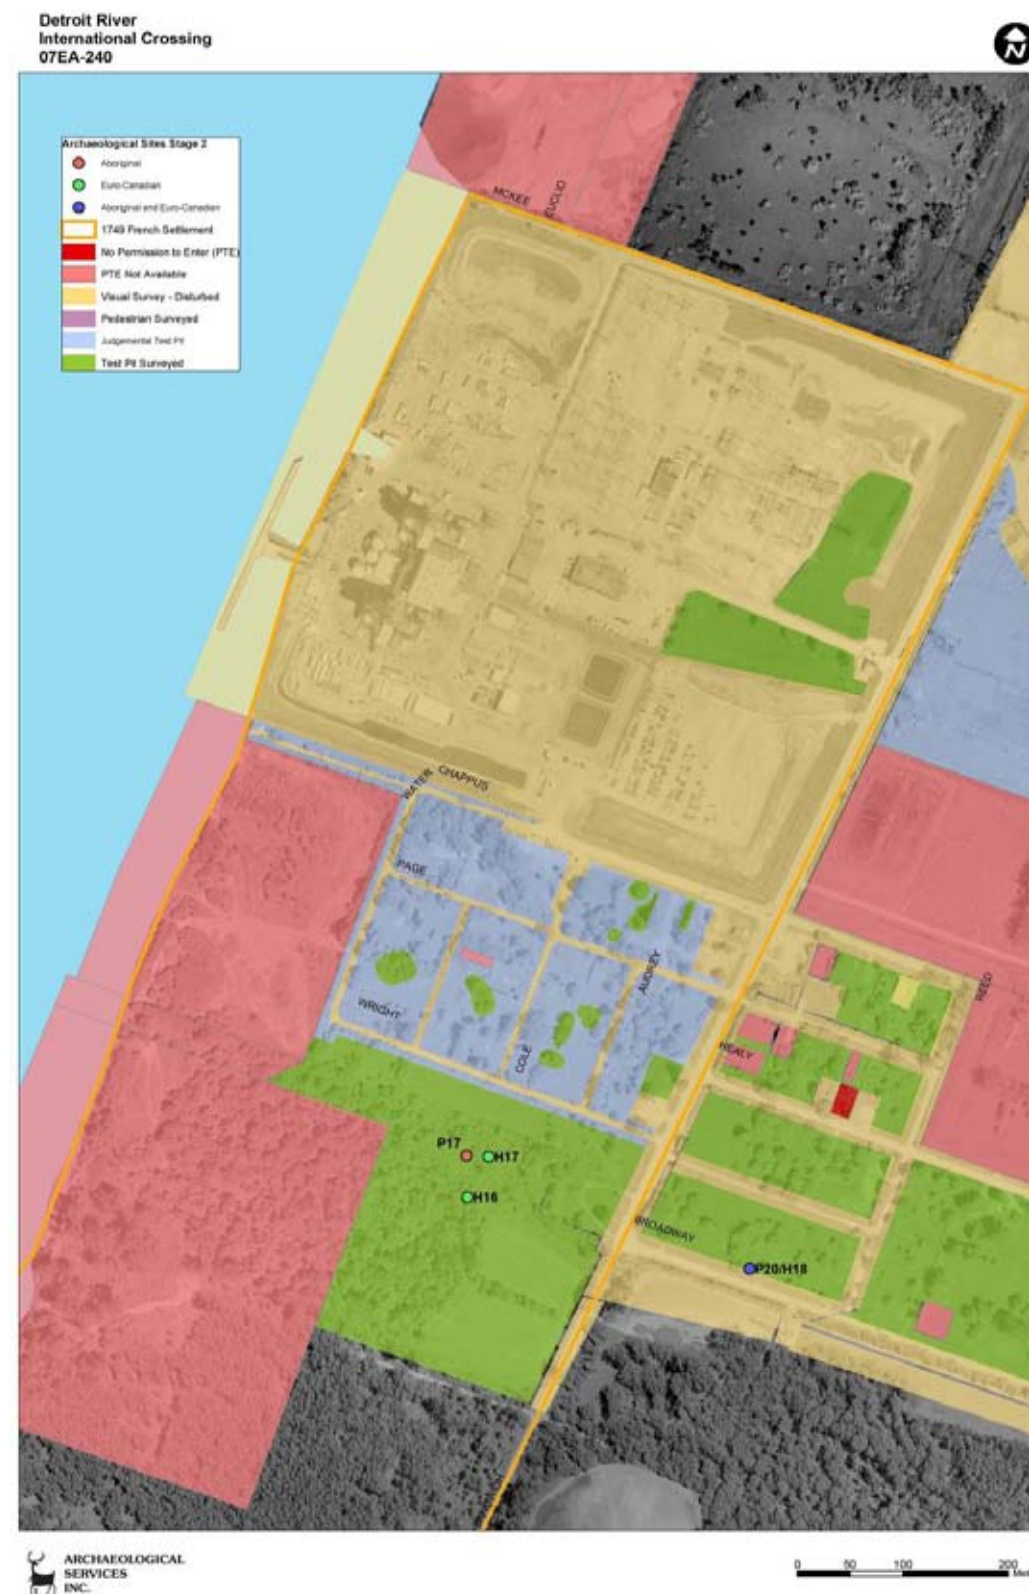 Detroit River
International Crossing
07EA-240
N
Archaeological Sites Stage 2
Aboriginal
Euro-Canadian
Aboriginal and Euro-Canadian
1749 French Settlement
No Permission to Enter (PTE)
PTE Not Available
Visual Survey - Disturbed
Pedestrian Surveyed
Judgemental Test Pit
Test Pit Surveyed
MCKEE
CHAPPUS
WATER
PAGE
AUDREY
REED
WRIGHT
COLE
HEALY
P17
H17
H16
BROADWAY
P20/H18
ARCHAEOLOGICAL
SERVICES
INC.
0 50 100 200